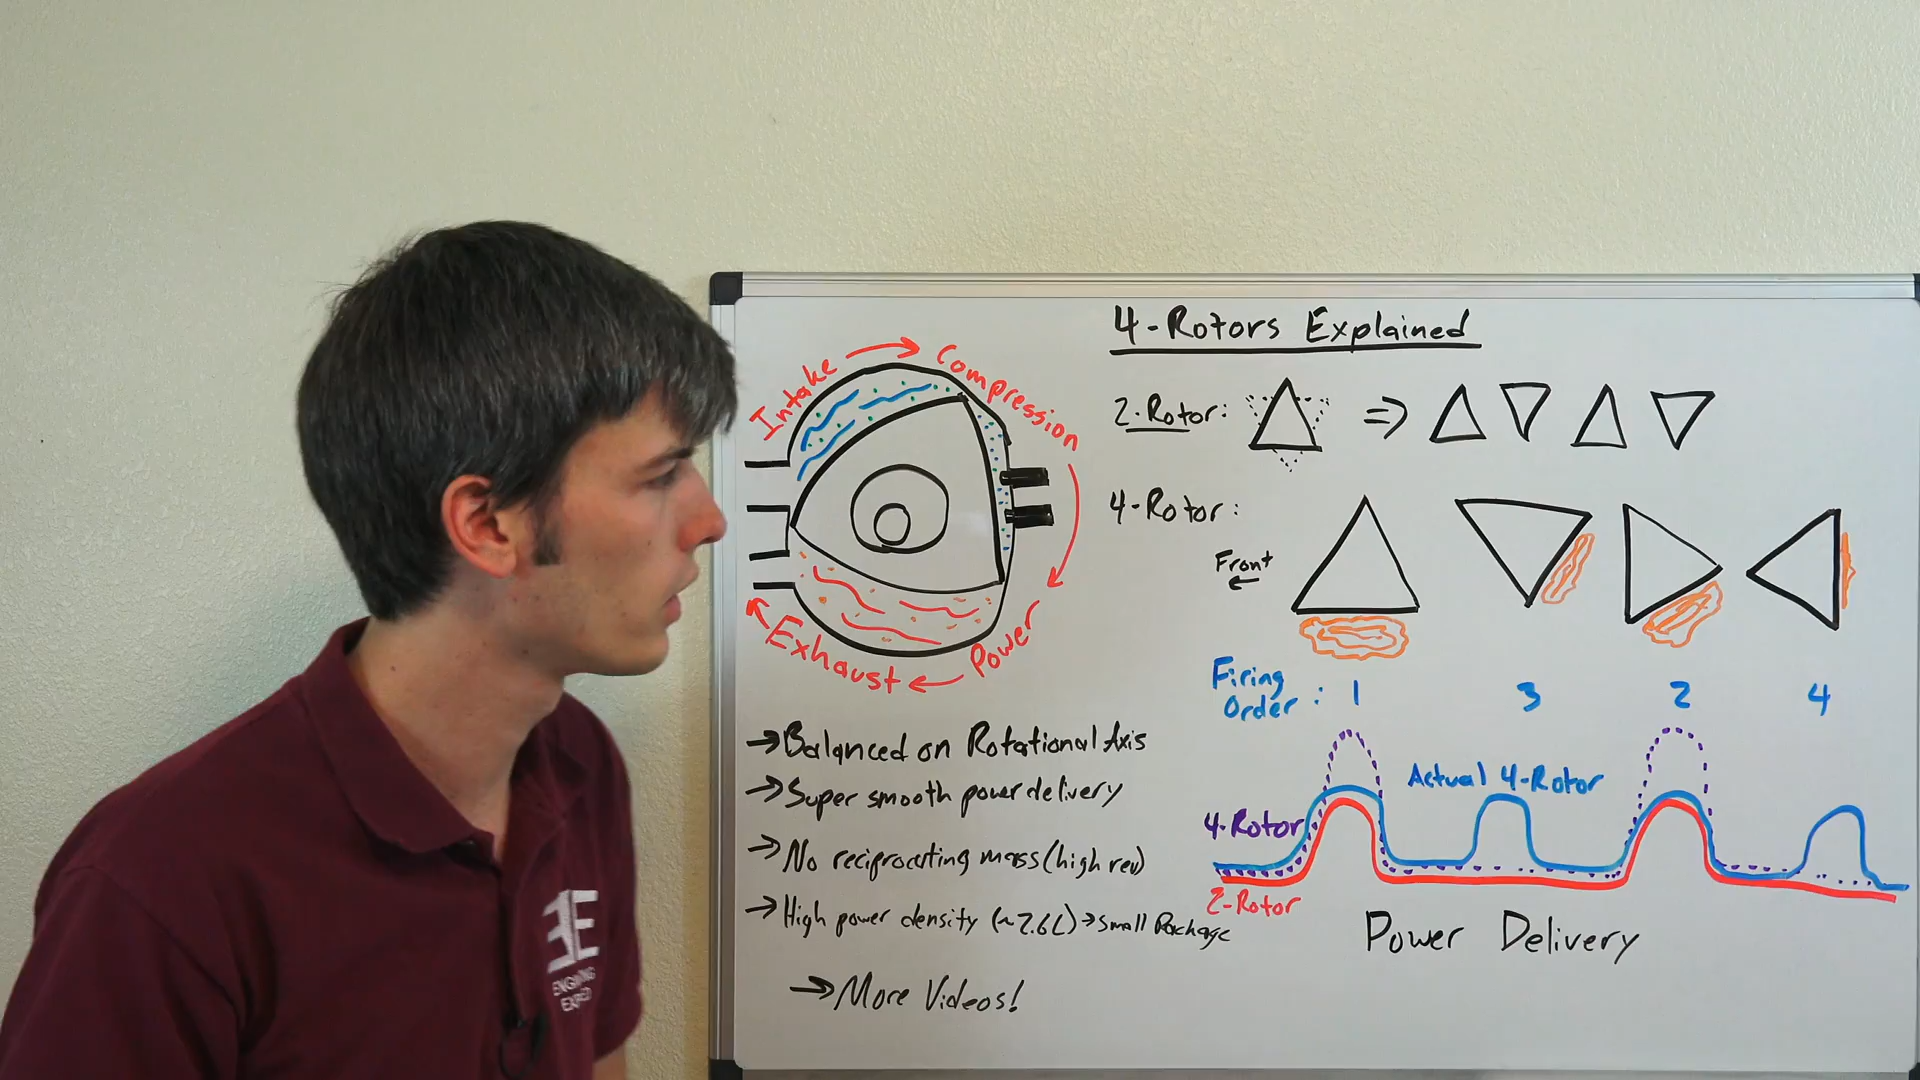 4-Rotors Explained
Intake
Compression
Power
Exhaust
2-Rotor: ⇒
4-Rotor:
Front
←
Firing
Order: 1 3 2 4
→Balanced on Rotational Axis
→Super smooth power delivery
→No reciprocating mass (high rev)
→High power density (~2.6L)→small Package
→More Videos!
Actual 4-Rotor
4-Rotor
2-Rotor
Power Delivery
EE